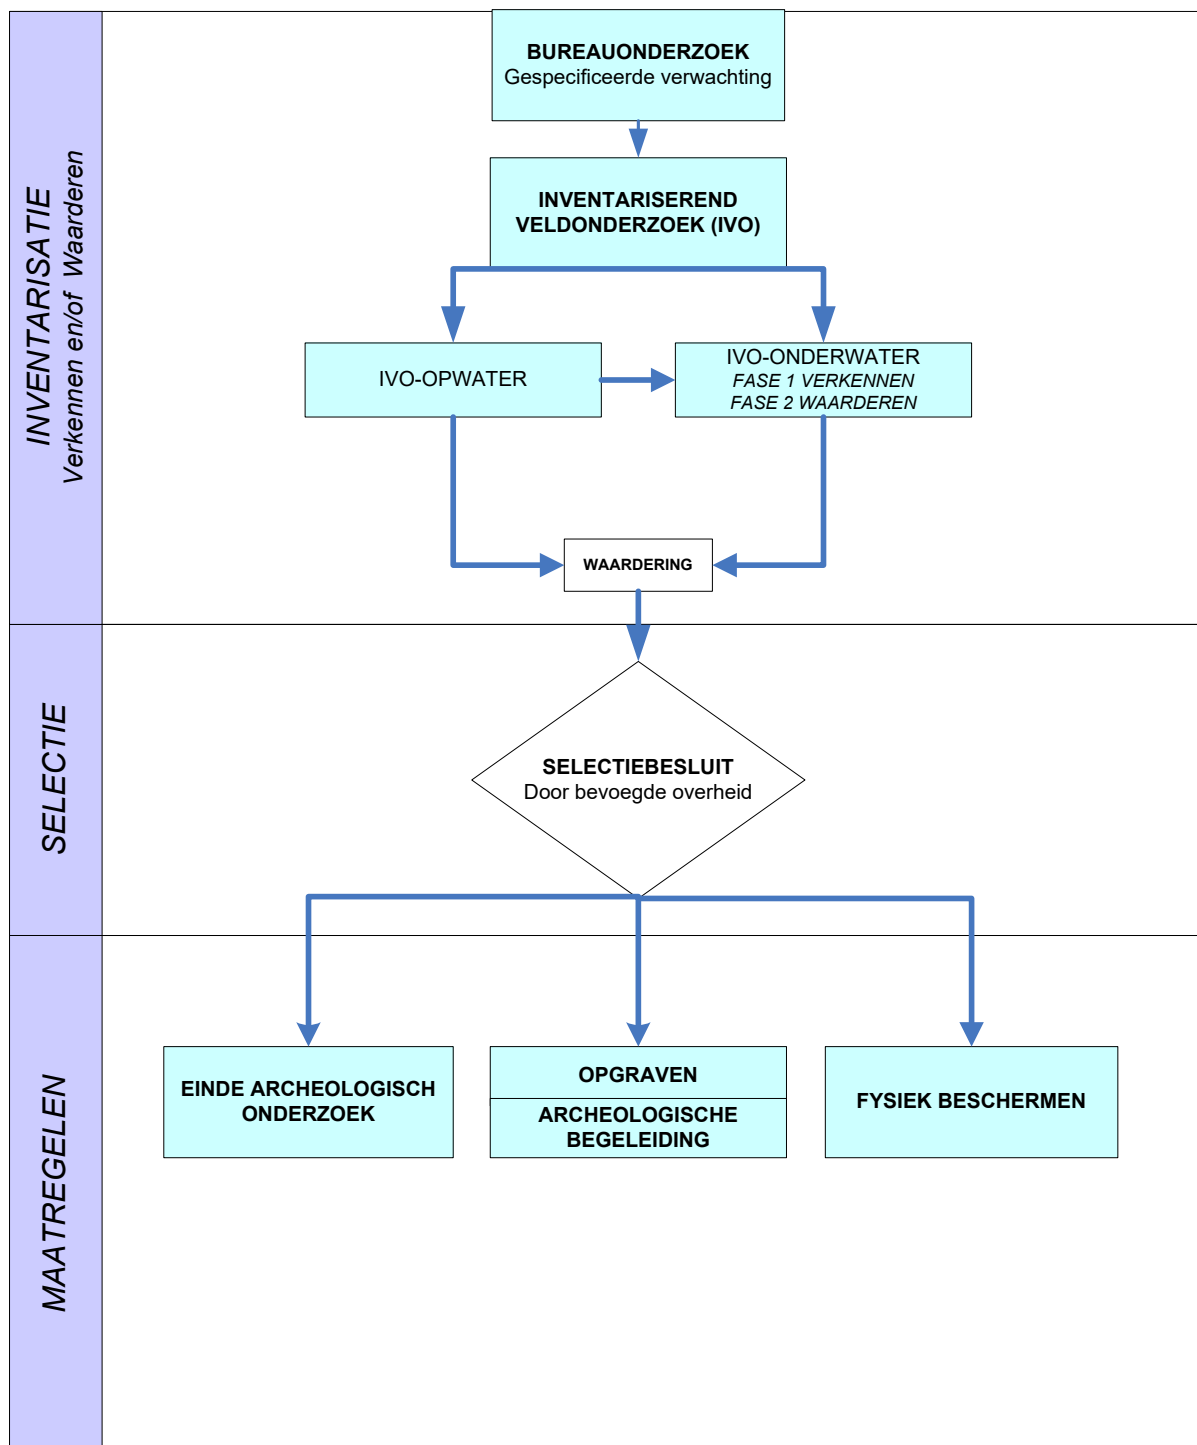 INVENTARISATIE
Verkennen en/of Waarderen
BUREAUONDERZOEK
Gespecificeerde verwachting
INVENTARISEREND
VELDONDERZOEK (IVO)
IVO-OPWATER
IVO-ONDERWATER
FASE 1 VERKENNEN
FASE 2 WAARDEREN
WAARDERING
SELECTIE
SELECTIEBESLUIT
Door bevoegde overheid
MAATREGELEN
EINDE ARCHEOLOGISCH
ONDERZOEK
OPGRAVEN
ARCHEOLOGISCHE
BEGELEIDING
FYSIEK BESCHERMEN